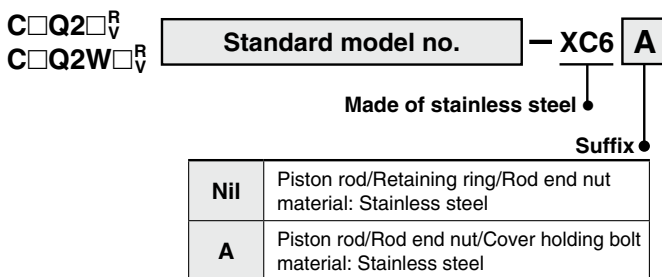 C□Q2□R/V Standard model no. – XC6 A
C□Q2W□R/V
Made of stainless steel
Suffix
Nil Piston rod/Retaining ring/Rod end nut
material: Stainless steel
A Piston rod/Rod end nut/Cover holding bolt
material: Stainless steel